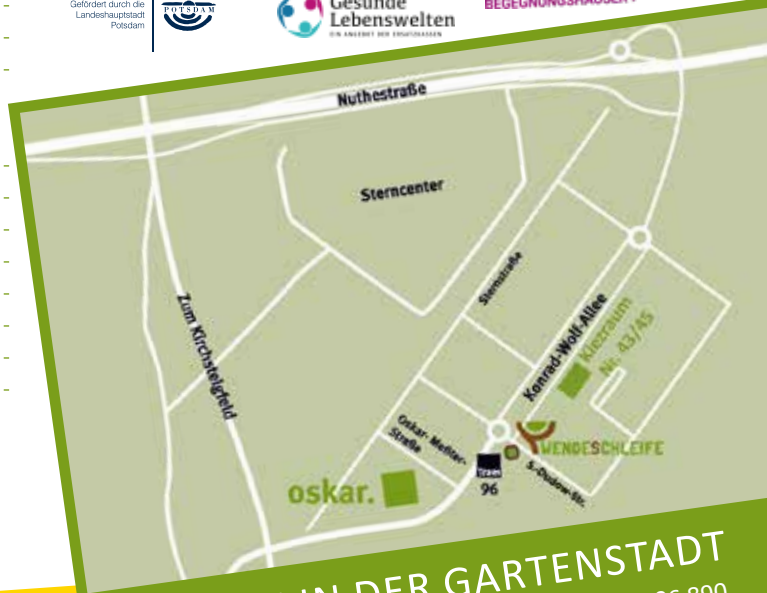 Gefördert durch die
Landeshauptstadt
Potsdam
POTSDAM
Gesunde
Lebenswelten
EIN ANGEBOT DER ERSATZKASSEN
BEGEGNUNGSHÄUSER
Nuthestraße
Sterncenter
Sternstraße
Zum Kirchsteigfeld
Konrad-Wolf-Allee
Kiezraum
Nr. 43/45
Oskar-Meßter-
Straße
WENDESCHLEIFE
Tram
96
S.-Dudow-Str.
oskar.
IN DER GARTENSTADT